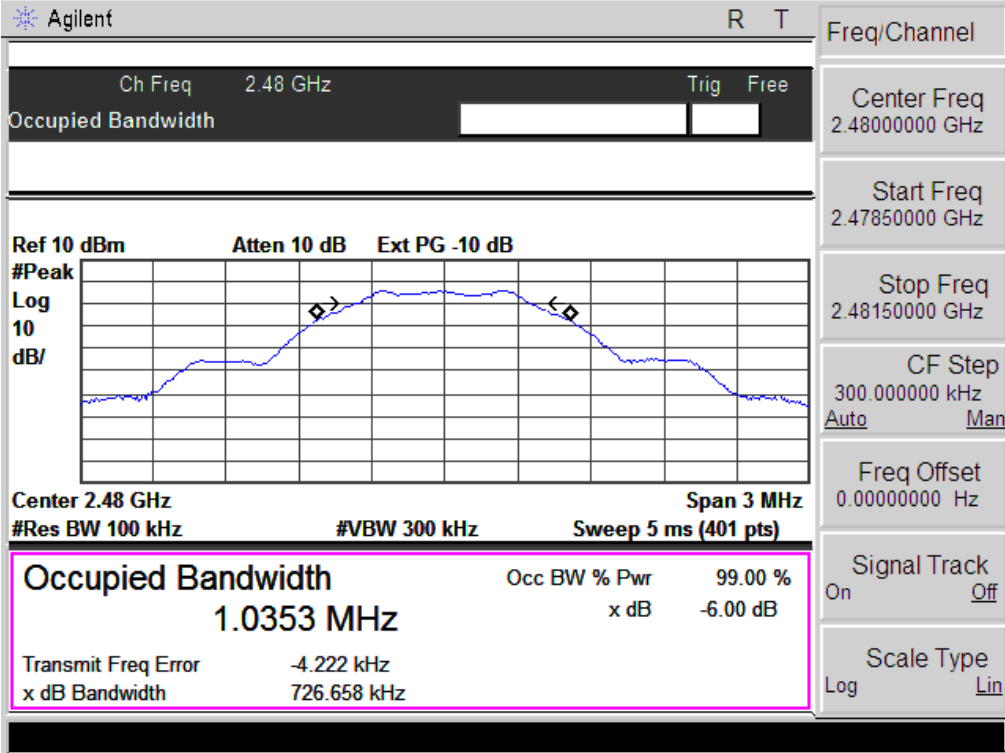 Agilent R T
Ch Freq 2.48 GHz Trig Free
Occupied Bandwidth
Ref 10 dBm Atten 10 dB Ext PG -10 dB
#Peak
Log
10
dB/
Center 2.48 GHz Span 3 MHz
#Res BW 100 kHz #VBW 300 kHz Sweep 5 ms (401 pts)
Occupied Bandwidth Occ BW % Pwr 99.00 %
1.0353 MHz x dB -6.00 dB
Transmit Freq Error -4.222 kHz
x dB Bandwidth 726.658 kHz
Freq/Channel
Center Freq
2.48000000 GHz
Start Freq
2.47850000 GHz
Stop Freq
2.48150000 GHz
CF Step
300.000000 kHz
Auto Man
Freq Offset
0.00000000 Hz
Signal Track
On Off
Scale Type
Log Lin